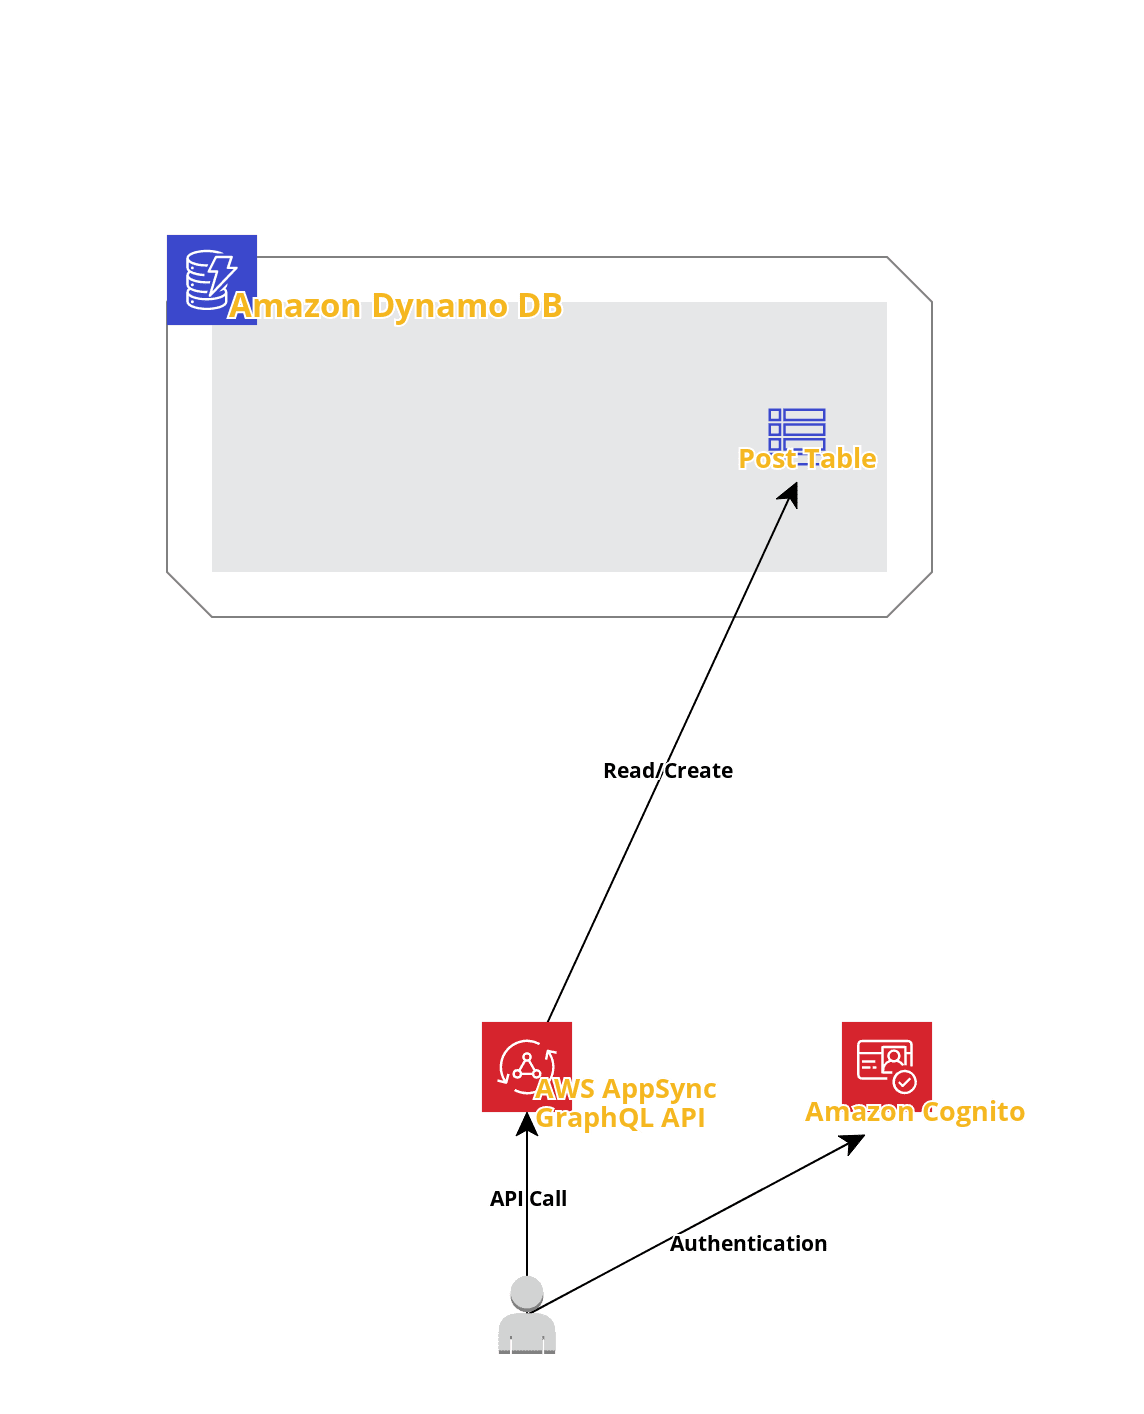 Amazon Dynamo DB
Post Table
Read/Create
AWS AppSync
GraphQL API
Amazon Cognito
API Call
Authentication